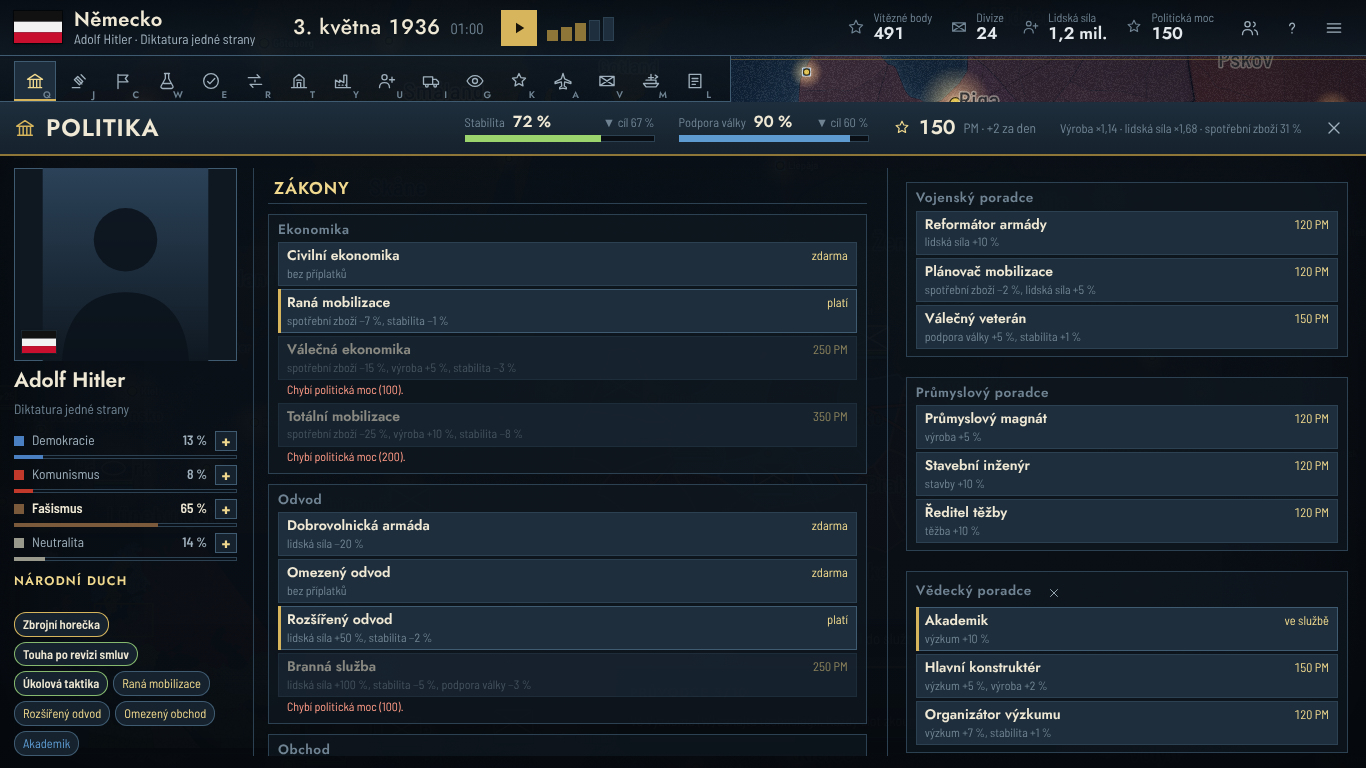 Německo
Adolf Hitler · Diktatura jedné strany
3. května 1936 01:00
Vítězné body
491
Divize
24
Lidská síla
1,2 mil.
Politická moc
150
?
Q J C W E R T Y U I G K A V M L
Pskov
Riga
POLITIKA
Stabilita 72 % ▼ cíl 67 %
Podpora války 90 % ▼ cíl 60 %
150 PM · +2 za den
Výroba ×1,14 · lidská síla ×1,68 · spotřební zboží 31 %
Adolf Hitler
Diktatura jedné strany
Demokracie 13 % +
Komunismus 8 % +
Fašismus 65 % +
Neutralita 14 % +
NÁRODNÍ DUCH
Zbrojní horečka
Touha po revizi smluv
Úkolová taktika Raná mobilizace
Rozšířený odvod Omezený obchod
Akademik
ZÁKONY
Ekonomika
Civilní ekonomika zdarma
bez příplatků
Raná mobilizace platí
spotřební zboží −7 %, stabilita −1 %
Válečná ekonomika 250 PM
spotřební zboží −15 %, výroba +5 %, stabilita −3 %
Chybí politická moc (100).
Totální mobilizace 350 PM
spotřební zboží −25 %, výroba +10 %, stabilita −8 %
Chybí politická moc (200).
Odvod
Dobrovolnická armáda zdarma
lidská síla −20 %
Omezený odvod zdarma
bez příplatků
Rozšířený odvod platí
lidská síla +50 %, stabilita −2 %
Branná služba 250 PM
lidská síla +100 %, stabilita −5 %, podpora války −3 %
Chybí politická moc (100).
Obchod
Vojenský poradce
Reformátor armády 120 PM
lidská síla +10 %
Plánovač mobilizace 120 PM
spotřební zboží −2 %, lidská síla +5 %
Válečný veterán 150 PM
podpora války +5 %, stabilita +1 %
Průmyslový poradce
Průmyslový magnát 120 PM
výroba +5 %
Stavební inženýr 120 PM
stavby +10 %
Ředitel těžby 120 PM
těžba +10 %
Vědecký poradce
Akademik ve službě
výzkum +10 %
Hlavní konstruktér 150 PM
výzkum +5 %, výroba +2 %
Organizátor výzkumu 120 PM
výzkum +7 %, stabilita +1 %